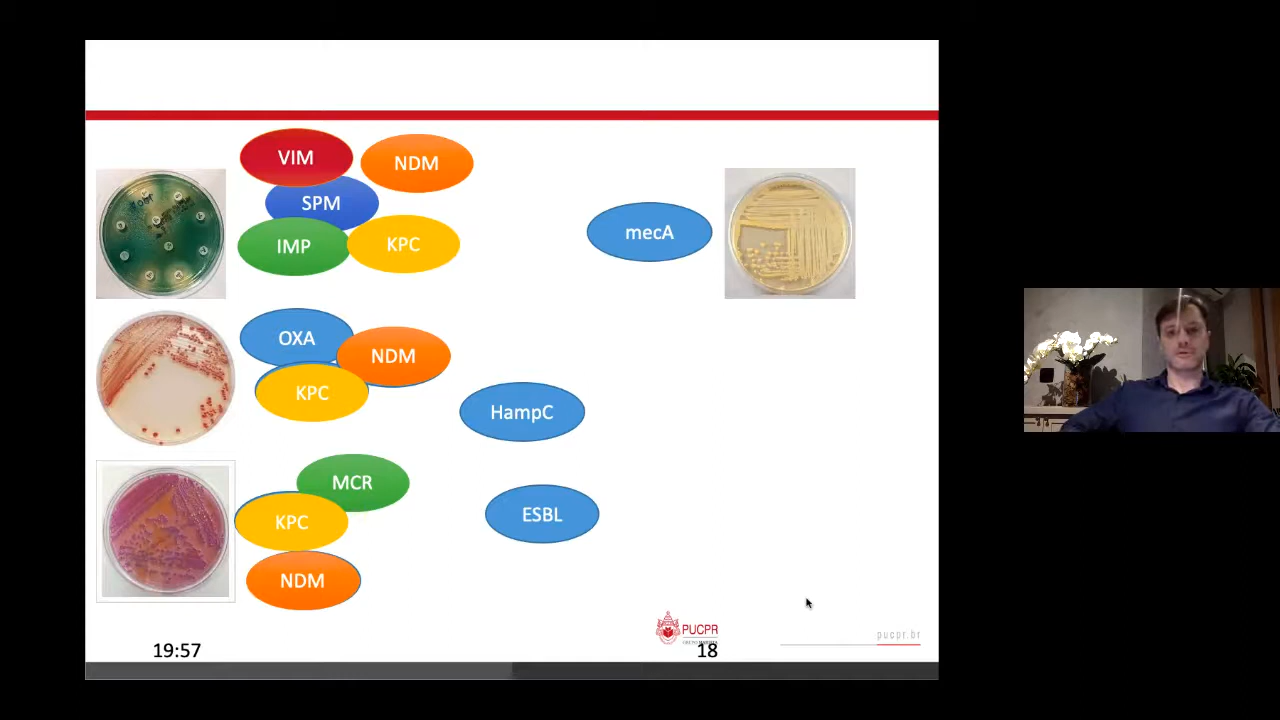 VIM
NDM
SPM
IMP
KPC
mecA
OXA
NDM
KPC
HampC
MCR
KPC
ESBL
NDM
PUCPR
pucpr.br
19:57
18